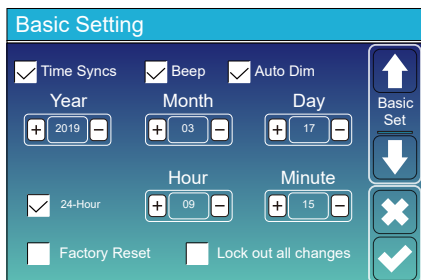 Basic Setting
Time Syncs Beep Auto Dim
Year Month Day
+ 2019 − + 03 − + 17 −
Basic
Set
Hour Minute
24-Hour + 09 − + 15 −
Factory Reset Lock out all changes